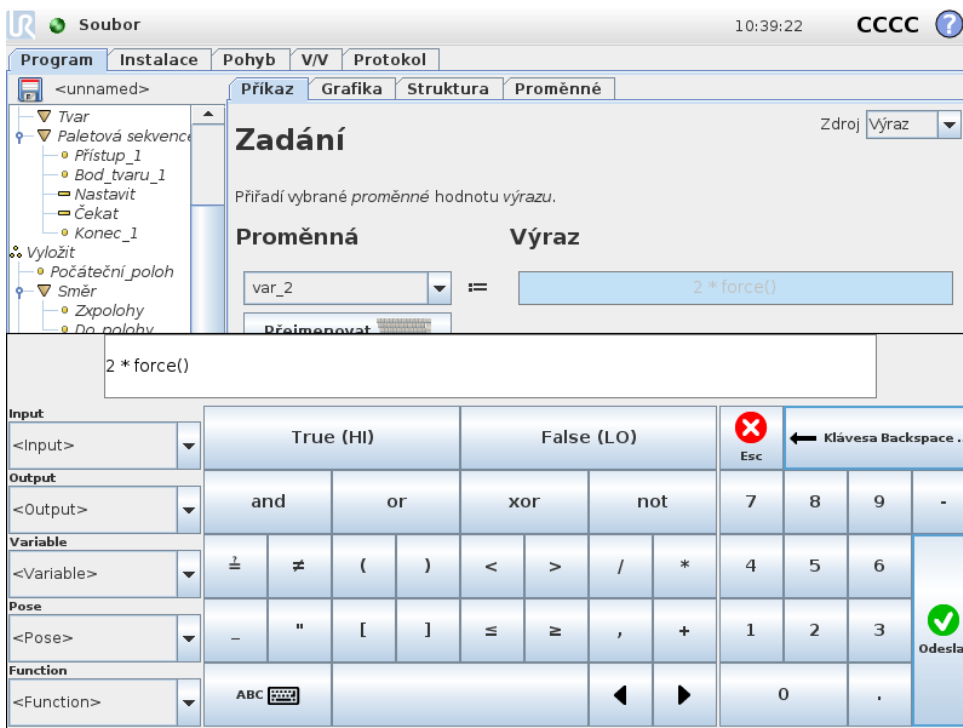 UR Soubor 10:39:22 CCCC ?
Program Instalace Pohyb V/V Protokol
<unnamed> Příkaz Grafika Struktura Proměnné
Tvar
Paletová sekvence
Přístup_1
Bod_tvaru_1
Nastavit
Čekat
Konec_1
Vyložit
Počáteční_poloh
Směr
Zxpolohy
Do_polohy
Zadání
Zdroj Výraz
Přiřadí vybrané proměnné hodnotu výrazu.
Proměnná Výraz
var_2 := 2 * force()
Přejmenovat
2 * force()
Input
<Input>
Output
<Output>
Variable
<Variable>
Pose
<Pose>
Function
<Function>
True (HI) False (LO) Esc Klávesa Backspace ..
and or xor not 7 8 9 -
≟ ≠ ( ) < > / * 4 5 6
_ " [ ] ≤ ≥ , + 1 2 3 Odesla
ABC 0 .